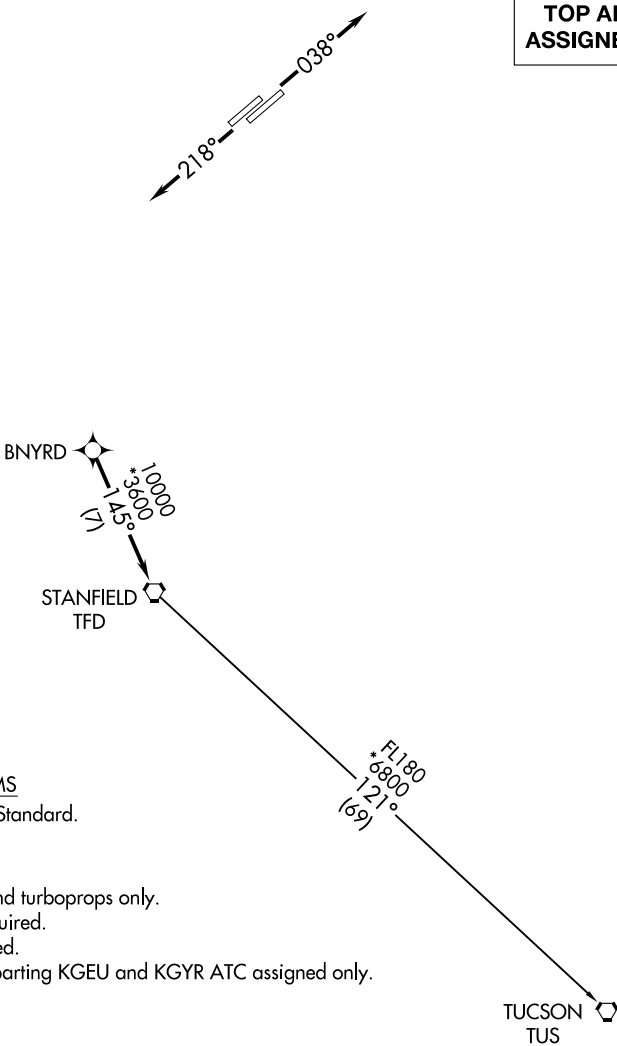 TOP
ASSIGNE
038°
218°
BNYRD
10000
*3600
145°
(7)
STANFIELD
TFD
FL180
*6800
121°
(69)
MS
Standard.
nd turboprops only.
uired.
ed.
parting KGEU and KGYR ATC assigned only.
TUCSON
TUS